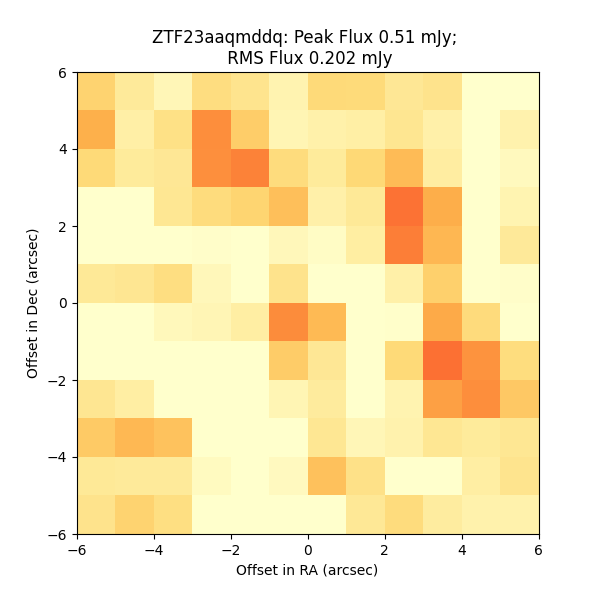 ZTF23aaqmddq: Peak Flux 0.51 mJy;
RMS Flux 0.202 mJy
6
4
2
0
−2
−4
−6
Offset in Dec (arcsec)
−6 −4 −2 0 2 4 6
Offset in RA (arcsec)